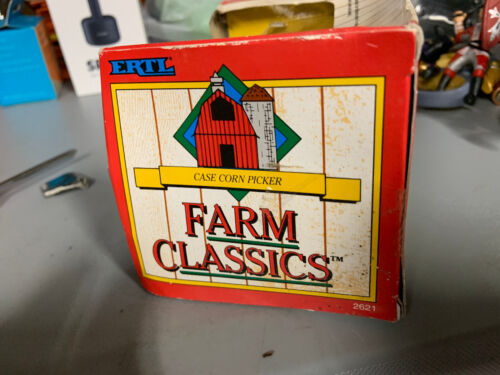 ERTL
CASE CORN PICKER
FARM
CLASSICS™
2621